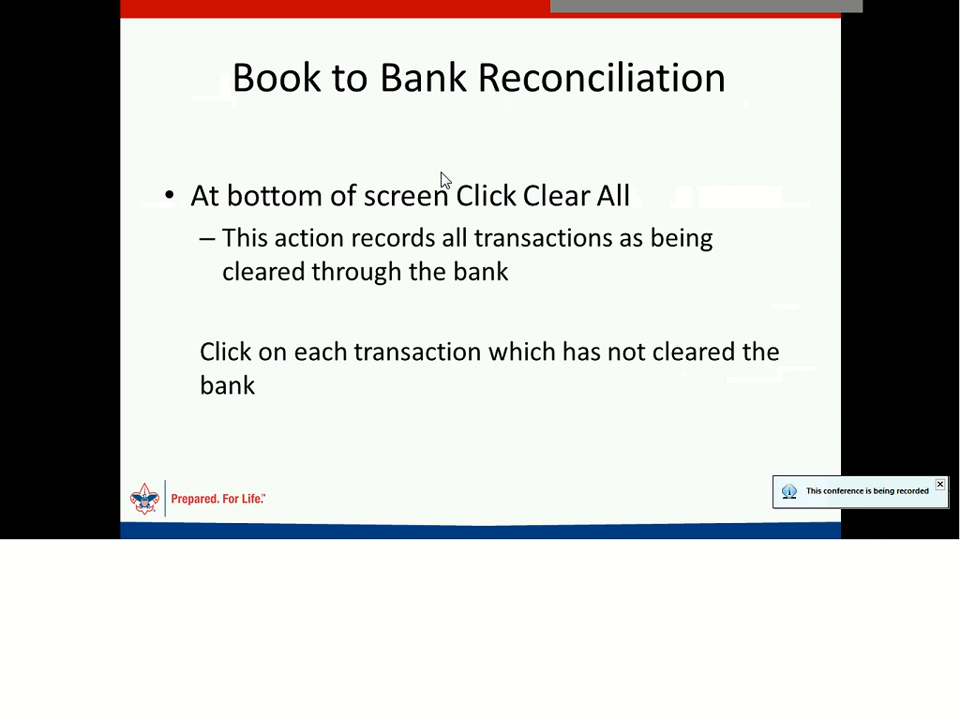 Book to Bank Reconciliation
• At bottom of screen Click Clear All
– This action records all transactions as being
cleared through the bank
Click on each transaction which has not cleared the
bank
Prepared. For Life.™
This conference is being recorded